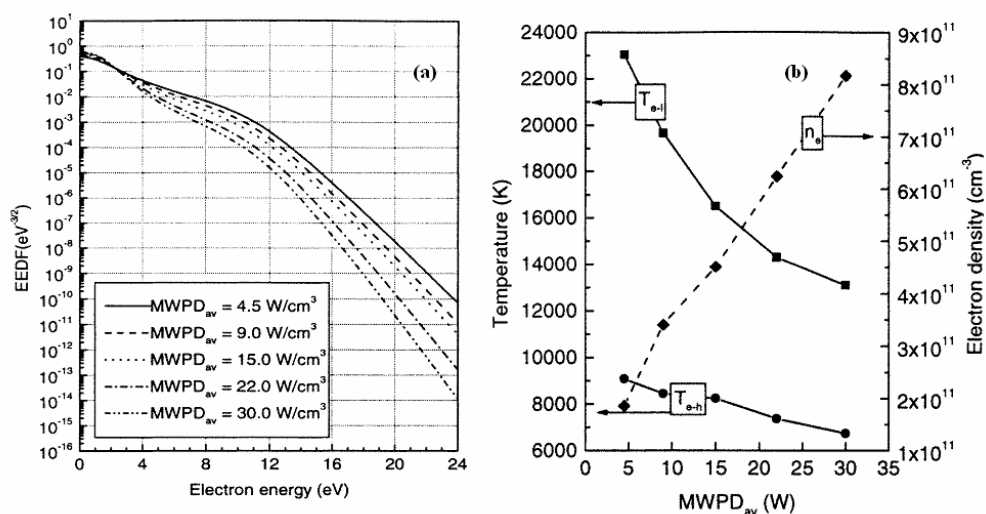 10^1
10^0
10^-1
10^-2
10^-3
10^-4
10^-5
10^-6
10^-7
10^-8
10^-9
10^-10
10^-11
10^-12
10^-13
10^-14
10^-15
10^-16
EEDF(eV^-3/2)
(a)
MWPD_av = 4.5 W/cm^3
MWPD_av = 9.0 W/cm^3
MWPD_av = 15.0 W/cm^3
MWPD_av = 22.0 W/cm^3
MWPD_av = 30.0 W/cm^3
0 4 8 12 16 20 24
Electron energy (eV)
24000
22000
20000
18000
16000
14000
12000
10000
8000
6000
Temperature (K)
(b)
T_e-l
n_e
T_e-h
9x10^11
8x10^11
7x10^11
6x10^11
5x10^11
4x10^11
3x10^11
2x10^11
1x10^11
Electron density (cm^-3)
0 5 10 15 20 25 30 35
MWPD_av (W)